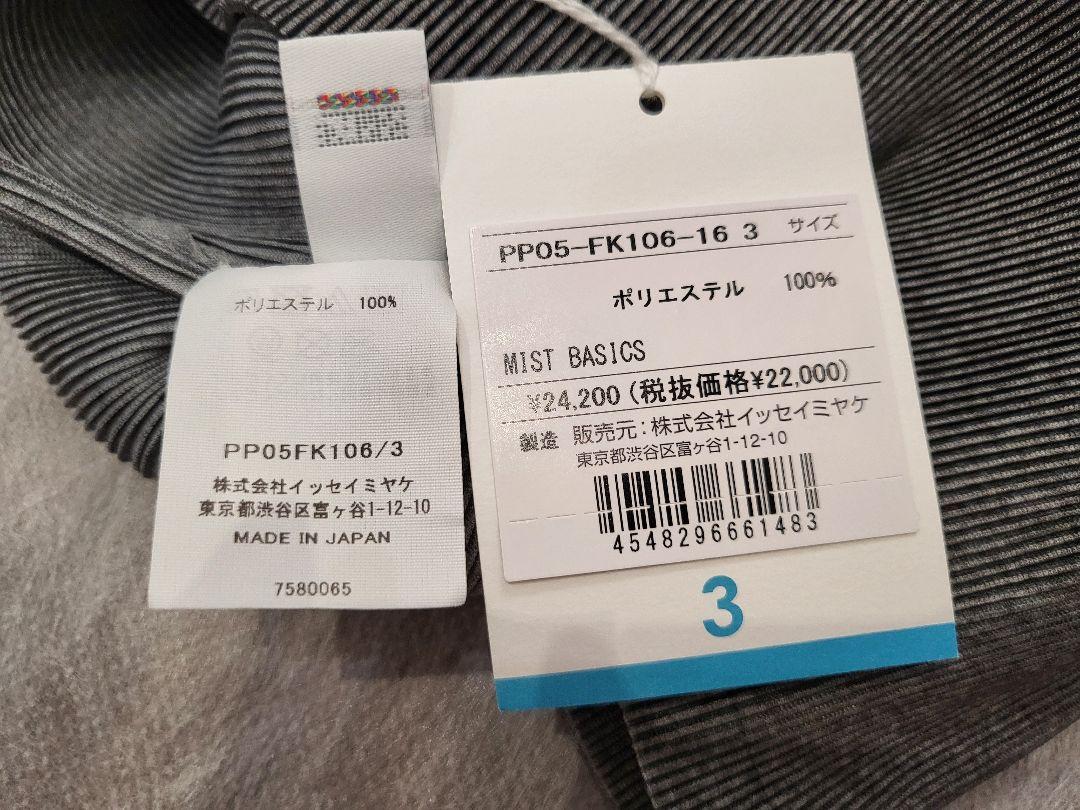 ポリエステル 100%
PP05FK106/3
株式会社イッセイミヤケ
東京都渋谷区富ヶ谷1-12-10
MADE IN JAPAN
7580065
PP05-FK106-16 3 サイズ
ポリエステル 100%
MIST BASICS
¥24,200 (税抜価格¥22,000)
製造 販売元:株式会社イッセイミヤケ
東京都渋谷区富ヶ谷1-12-10
4548296661483
3